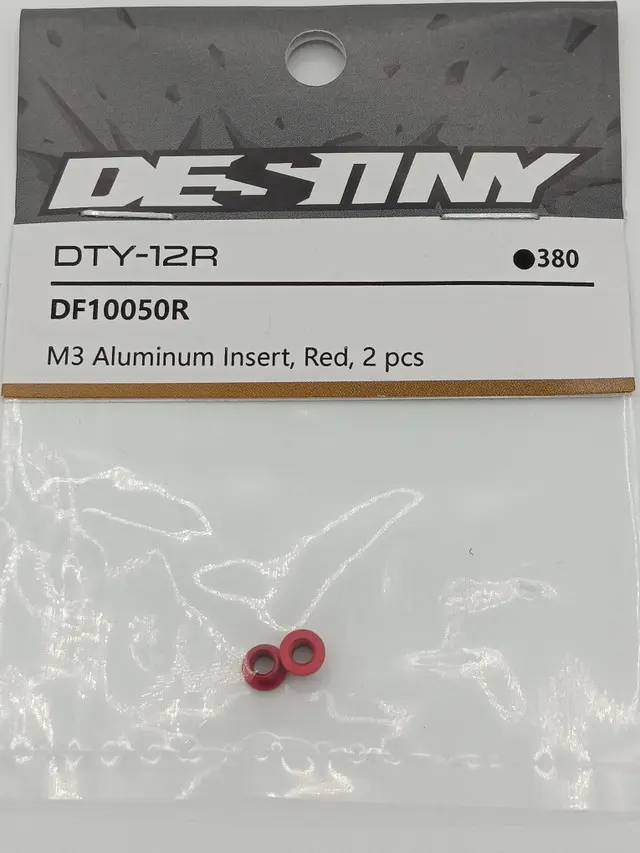 DESTINY
DTY-12R ●380
DF10050R
M3 Aluminum Insert, Red, 2 pcs